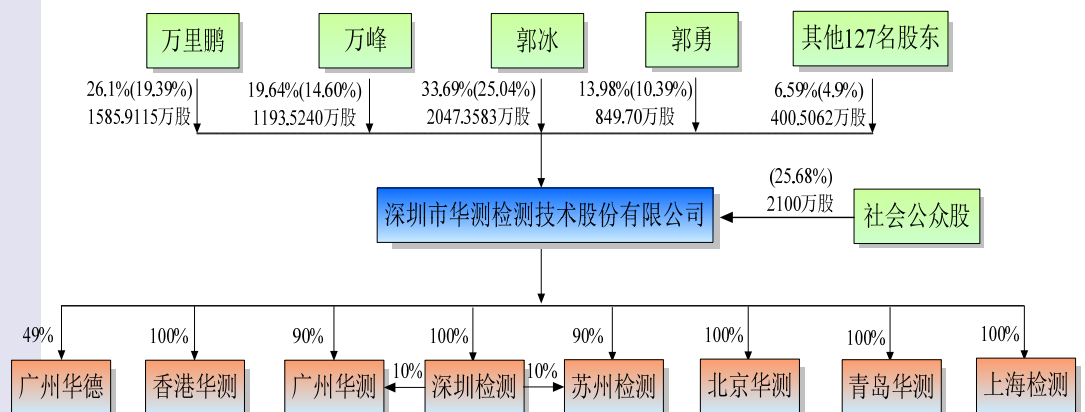 万里鹏
万峰
郭冰
郭勇
其他127名股东
26.1%(19.39%)
1585.9115万股
19.64%(14.60%)
1193.5240万股
33.69%(25.04%)
2047.3583万股
13.98%(10.39%)
849.70万股
6.59%(4.9%)
400.5062万股
深圳市华测检测技术股份有限公司
(25.68%)
2100万股
社会公众股
49%
100%
90%
100%
90%
100%
100%
100%
广州华德
香港华测
广州华测
10%
深圳检测
10%
苏州检测
北京华测
青岛华测
上海检测